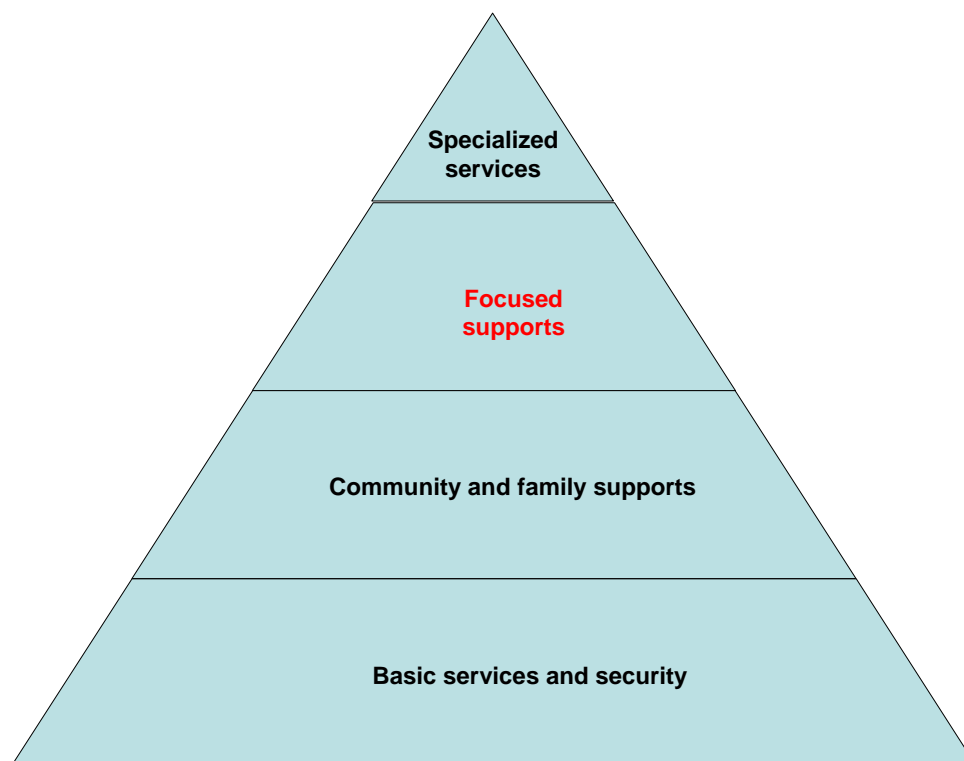 Specialized
services
Focused
supports
Community and family supports
Basic services and security